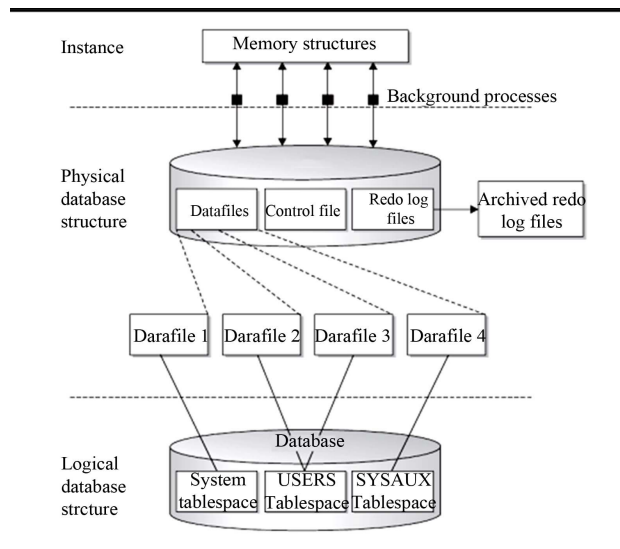 Instance
Memory structures
Background processes
Physical
database
structure
Datafiles
Control file
Redo log
files
Archived redo
log files
Darafile 1
Darafile 2
Darafile 3
Darafile 4
Logical
database
strcture
Database
System
tablespace
USERS
Tablespace
SYSAUX
Tablespace